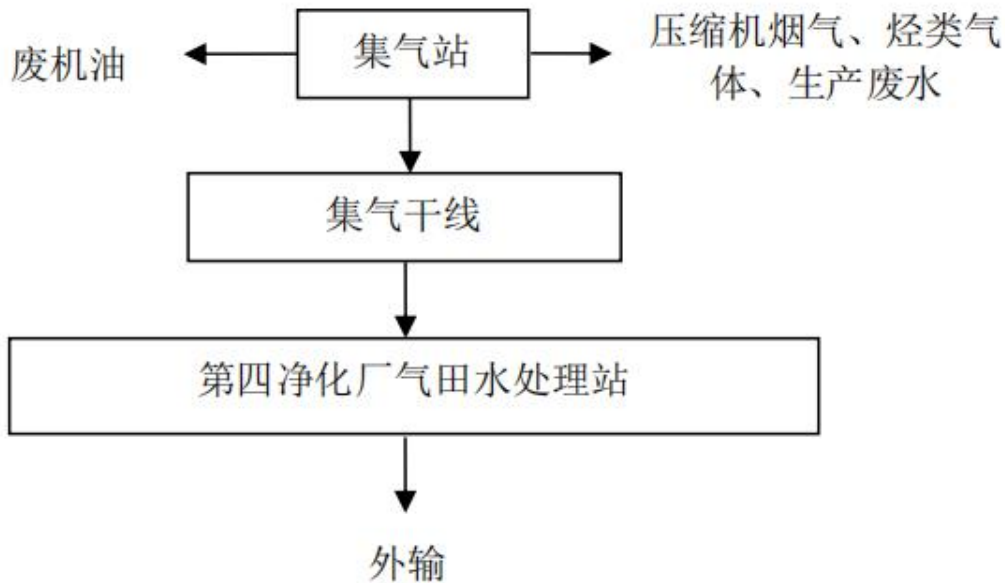 废机油
集气站
压缩机烟气、烃类气
体、生产废水
集气干线
第四净化厂气田水处理站
外输